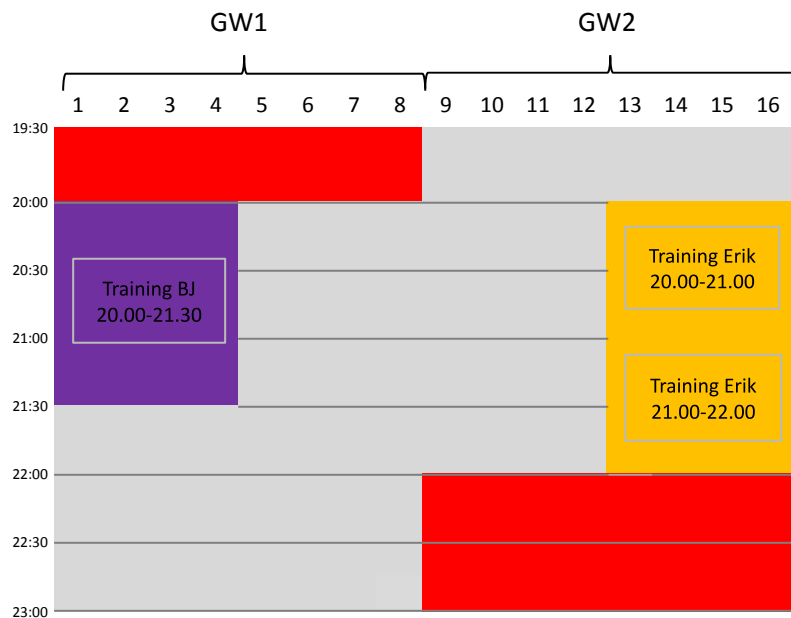 GW1 GW2
1 2 3 4 5 6 7 8 9 10 11 12 13 14 15 16
19:30
20:00
20:30
21:00
21:30
22:00
22:30
23:00
Training BJ
20.00-21.30
Training Erik
20.00-21.00
Training Erik
21.00-22.00